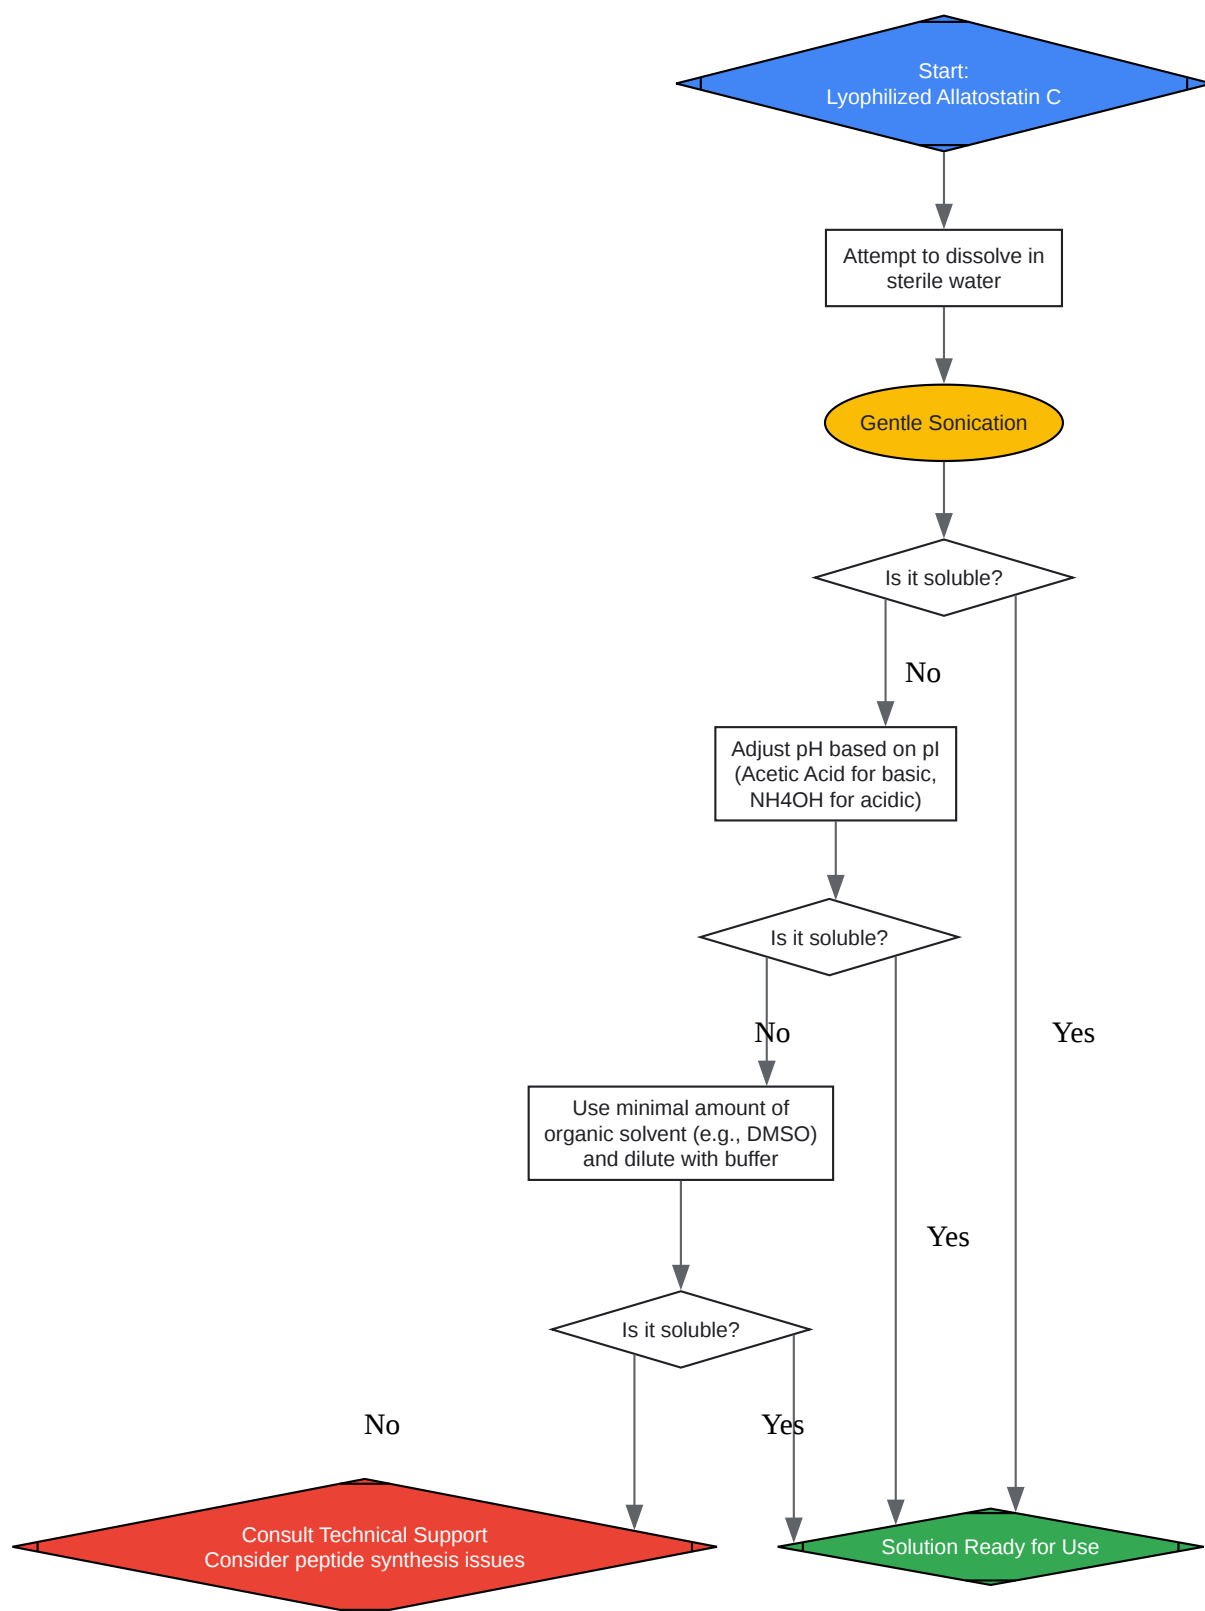 Start:
Lyophilized Allatostatin C
Attempt to dissolve in
sterile water
Gentle Sonication
Is it soluble?
No
Adjust pH based on pI
(Acetic Acid for basic,
NH4OH for acidic)
Is it soluble?
No
Yes
Use minimal amount of
organic solvent (e.g., DMSO)
and dilute with buffer
Yes
Is it soluble?
No
Yes
Consult Technical Support
Consider peptide synthesis issues
Solution Ready for Use